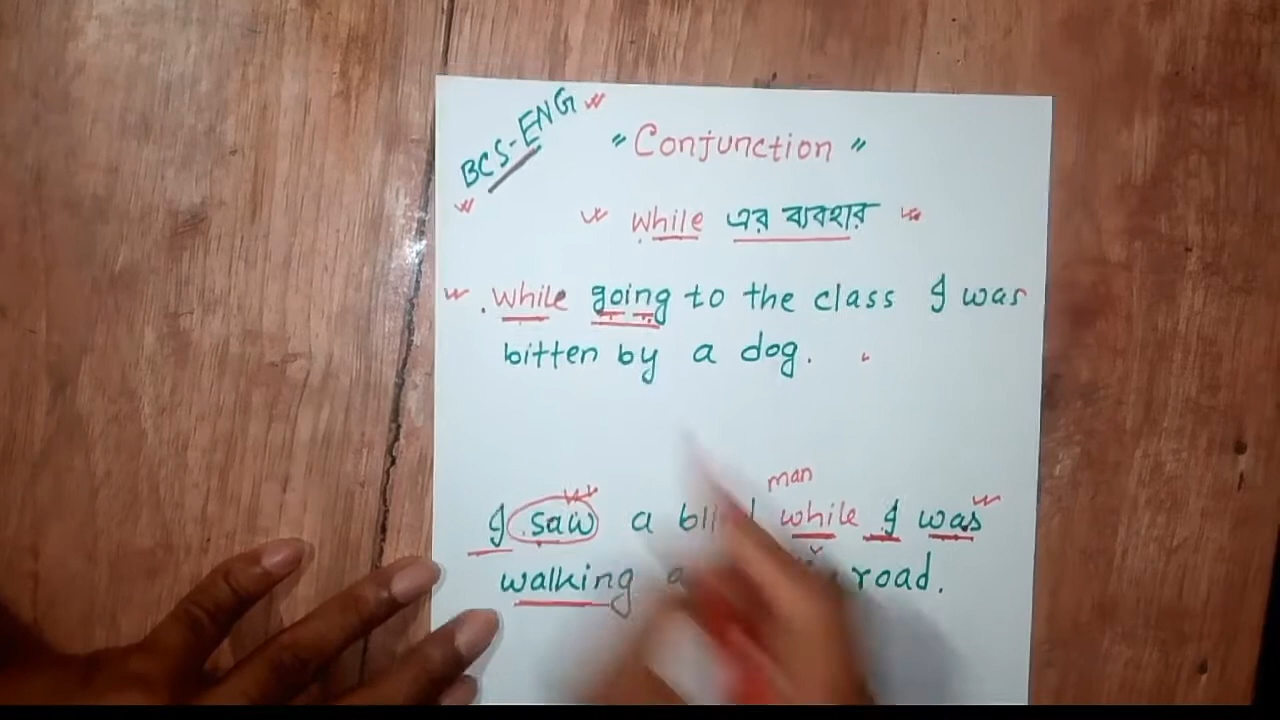 BCS-ENG
"Conjunction"
while এর ব্যবহার
while going to the class I was
bitten by a dog.
man
I saw a while I was
walking road.